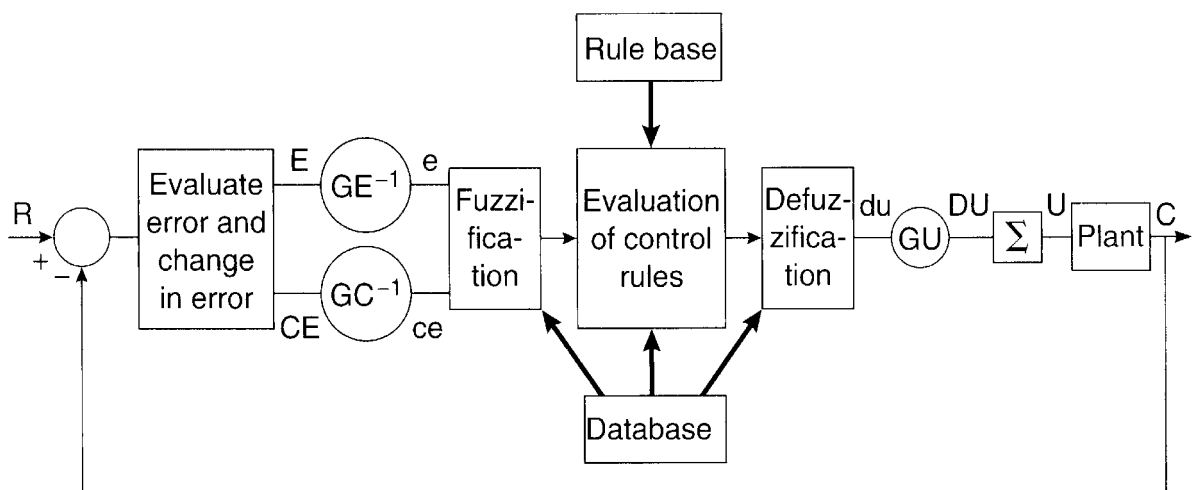 Rule base
R
+
−
Evaluate
error and
change
in error
E
CE
GE⁻¹
GC⁻¹
e
ce
Fuzzi-
fica-
tion
Evaluation
of control
rules
Defuz-
zifica-
tion
du
GU
DU
Σ
U
Plant
C
Database